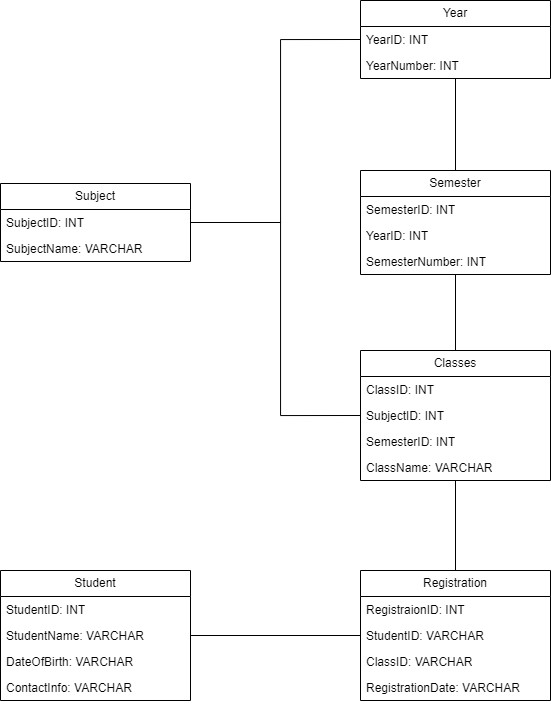 Year
YearID: INT
YearNumber: INT
Subject
SubjectID: INT
SubjectName: VARCHAR
Semester
SemesterID: INT
YearID: INT
SemesterNumber: INT
Classes
ClassID: INT
SubjectID: INT
SemesterID: INT
ClassName: VARCHAR
Student
StudentID: INT
StudentName: VARCHAR
DateOfBirth: VARCHAR
ContactInfo: VARCHAR
Registration
RegistraionID: INT
StudentID: VARCHAR
ClassID: VARCHAR
RegistrationDate: VARCHAR